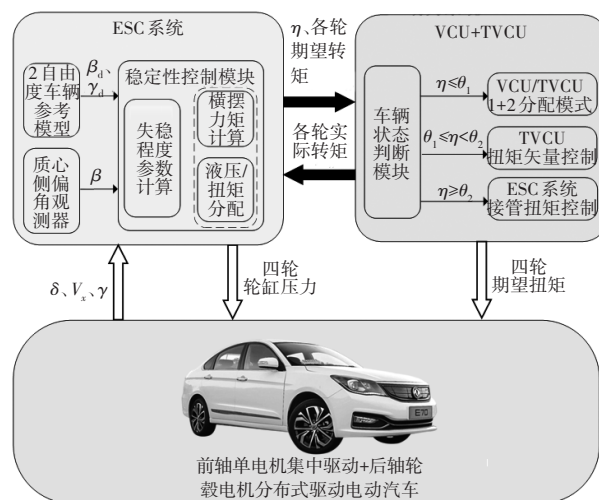 ESC系统
2自由
度车辆
参考
模型
β_d、
γ_d
质心
侧偏
角观
测器
β
稳定性控制模块
失稳
程度
参数
计算
横摆
力矩
计算
液压/
扭矩
分配
η、各轮
期望转
矩
各轮实
际转矩
VCU+TVCU
车辆
状态
判断
模块
η≤θ₁
VCU/TVCU
1+2分配模式
θ₁≤η<θ₂
TVCU
扭矩矢量控制
η≥θ₂
ESC系统
接管扭矩控制
δ、Vₓ、γ
四轮
轮缸压力
四轮
期望扭矩
E70
前轴单电机集中驱动+后轴轮
毂电机分布式驱动电动汽车